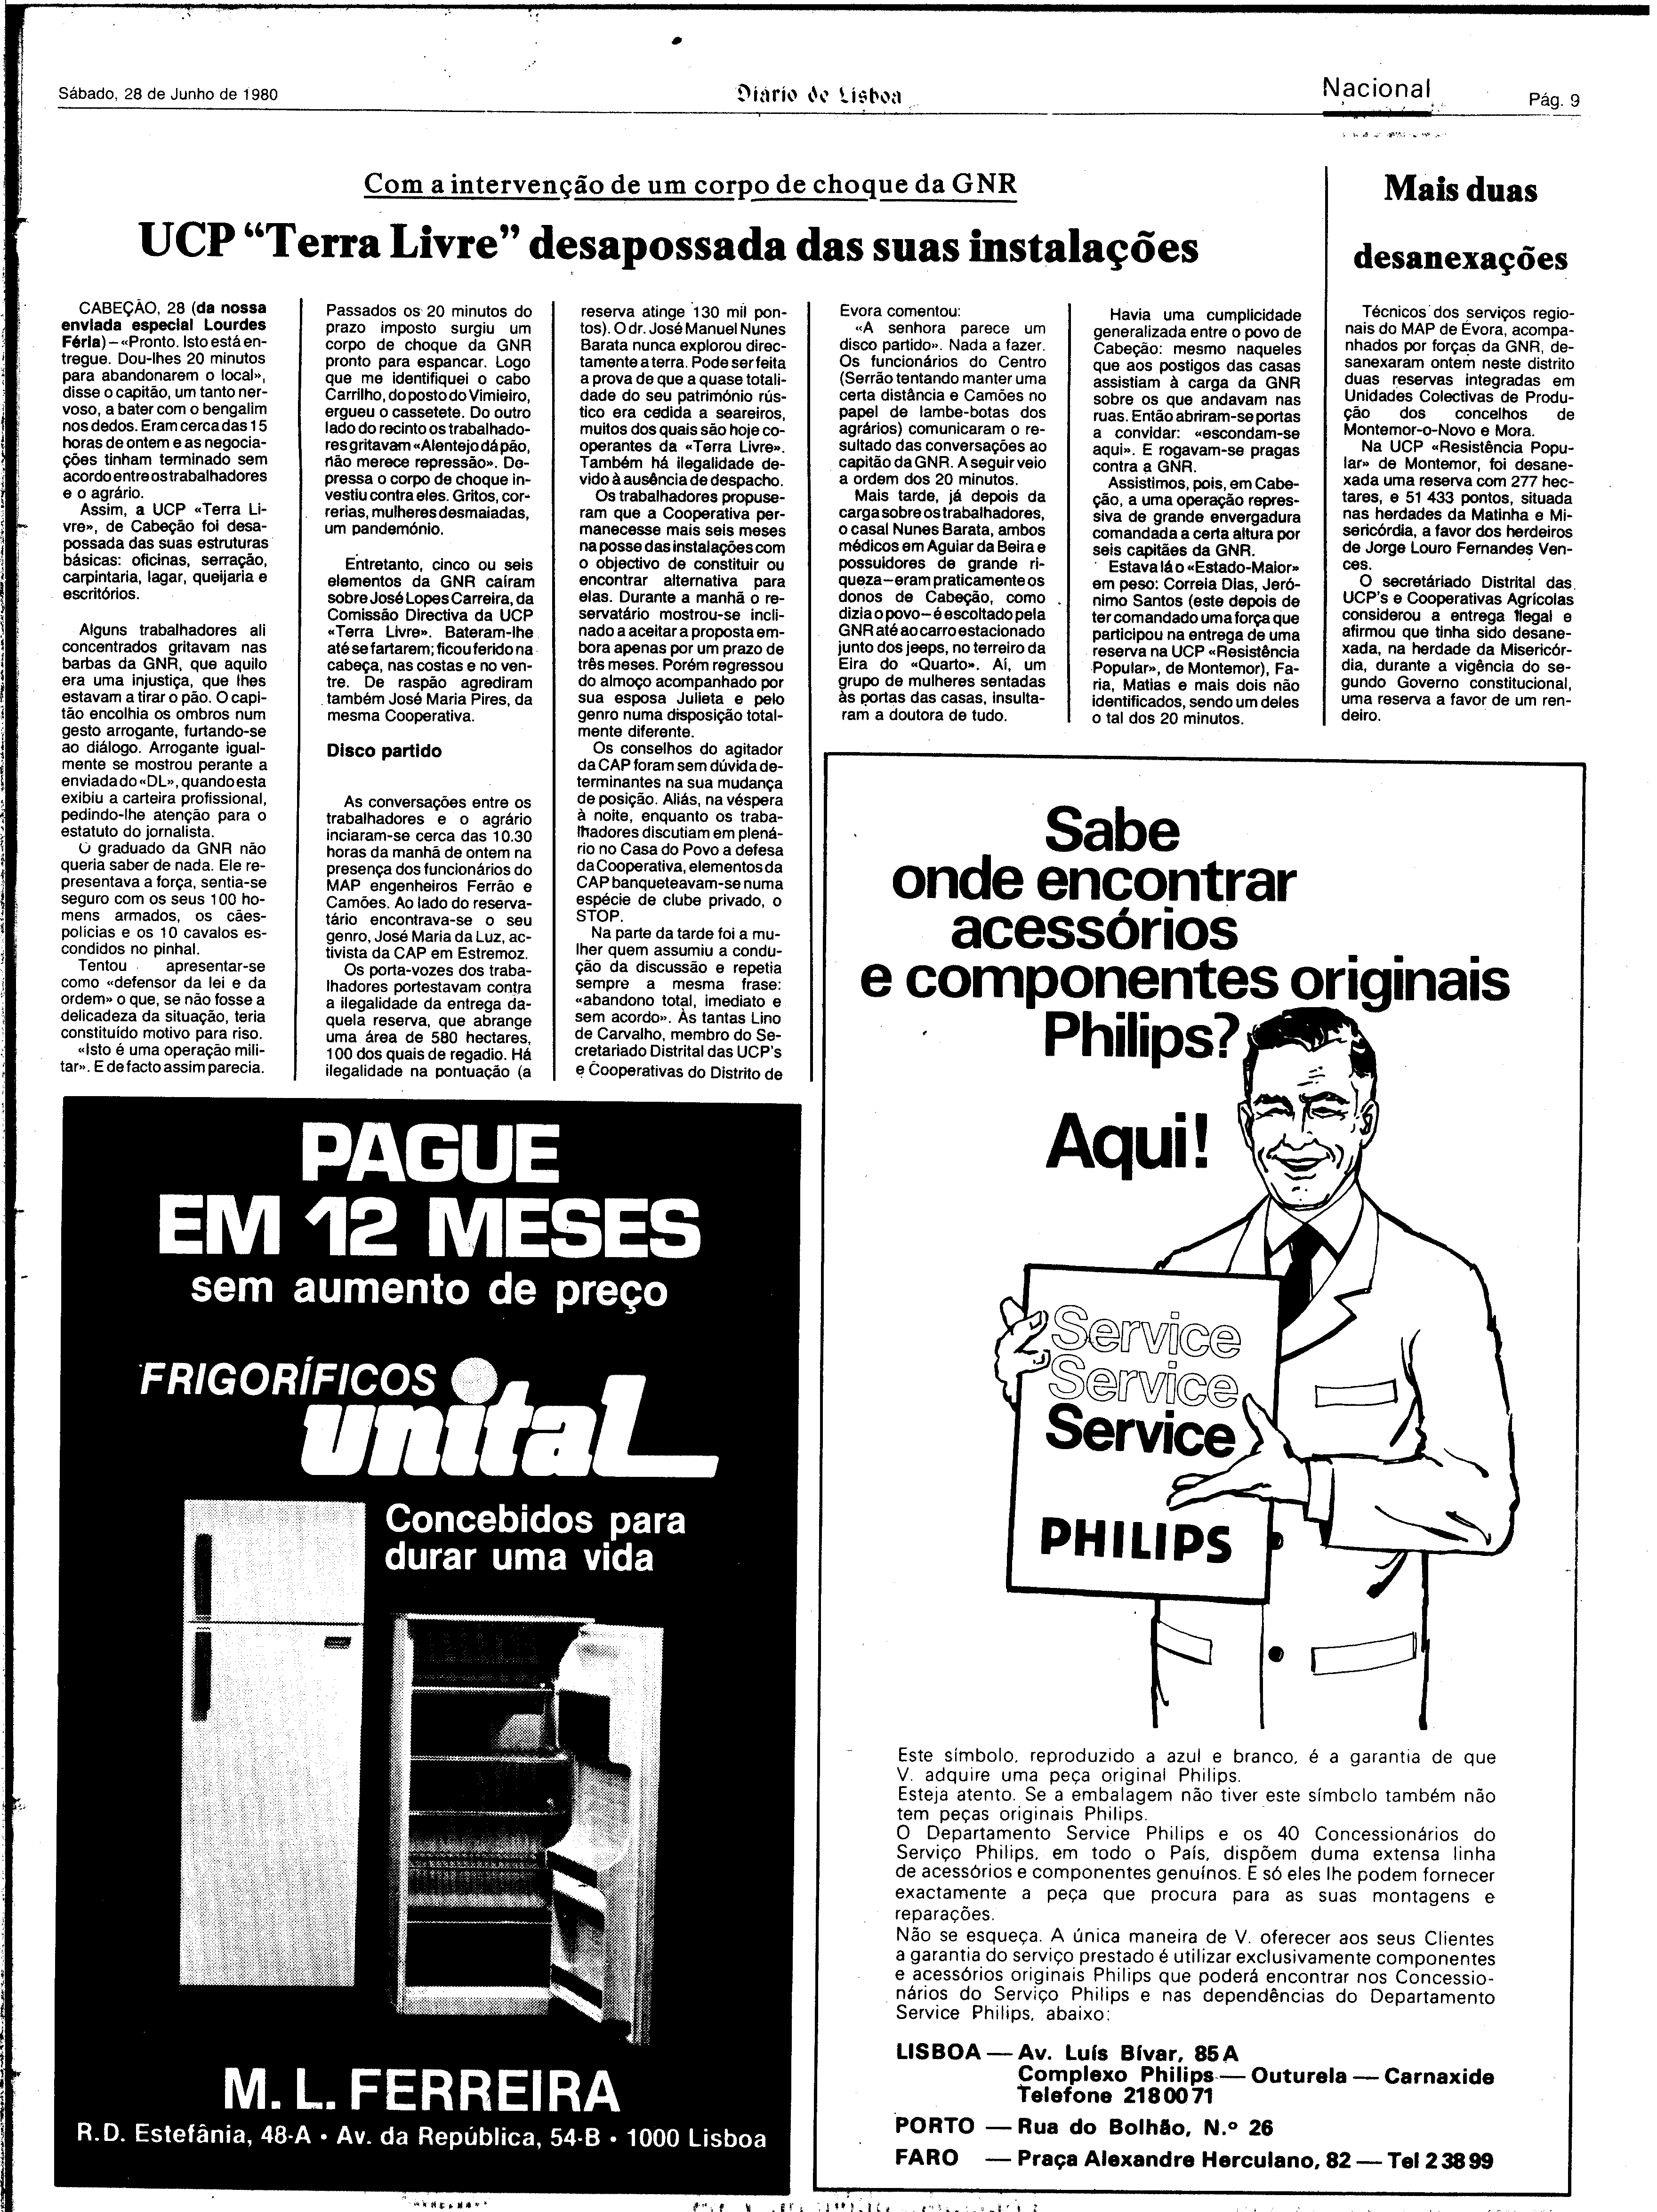 Sábado, 28 de Junho de 1980
Diário de Lisboa
Nacional
Pág. 9
Com a intervenção de um corpo de choque da GNR
UCP “Terra Livre” desapossada das suas instalações
CABEÇÃO, 28 (da nossa
enviada especial Lourdes
Féria) – «Pronto. Isto está en-
tregue. Dou-lhes 20 minutos
para abandonarem o local»,
disse o capitão, um tanto ner-
voso, a bater com o bengalim
nos dedos. Eram cerca das 15
horas de ontem e as negocia-
ções tinham terminado sem
acordo entre os trabalhadores
e o agrário.
Assim, a UCP «Terra Li-
vre», de Cabeção foi desa-
possada das suas estruturas
básicas: oficinas, serração,
carpintaria, lagar, queijaria e
escritórios.
Alguns trabalhadores ali
concentrados gritavam nas
barbas da GNR, que aquilo
era uma injustiça, que lhes
estavam a tirar o pão. O capi-
tão encolhia os ombros num
gesto arrogante, furtando-se
ao diálogo. Arrogante igual-
mente se mostrou perante a
enviada do «DL», quando esta
exibiu a carteira profissional,
pedindo-lhe atenção para o
estatuto do jornalista.
O graduado da GNR não
queria saber de nada. Ele re-
presentava a força, sentia-se
seguro com os seus 100 ho-
mens armados, os cães-
polícias e os 10 cavalos es-
condidos no pinhal.
Tentou apresentar-se
como «defensor da lei e da
ordem» o que, se não fosse a
delicadeza da situação, teria
constituído motivo para riso.
«Isto é uma operação mili-
tar». E de facto assim parecia.
Passados os 20 minutos do
prazo imposto surgiu um
corpo de choque da GNR
pronto para espancar. Logo
que me identifiquei o cabo
Carrilho, do posto do Vimieiro,
ergueu o cassetete. Do outro
lado do recinto os trabalhado-
res gritavam «Alentejo dá pão,
não merece repressão». De-
pressa o corpo de choque in-
vestiu contra eles. Gritos, cor-
rerias, mulheres desmaiadas,
um pandemónio.
Entretanto, cinco ou seis
elementos da GNR caíram
sobre José Lopes Carreira, da
Comissão Directiva da UCP
«Terra Livre». Bateram-lhe
até se fartarem; ficou ferido na
cabeça, nas costas e no ven-
tre. De raspão agrediram
também José Maria Pires, da
mesma Cooperativa.
Disco partido
As conversações entre os
trabalhadores e o agrário
inciaram-se cerca das 10.30
horas da manhã de ontem na
presença dos funcionários do
MAP engenheiros Ferrão e
Camões. Ao lado do reserva-
tário encontrava-se o seu
genro, José Maria da Luz, ac-
tivista da CAP em Estremoz.
Os porta-vozes dos traba-
lhadores portestavam contra
a ilegalidade da entrega da-
quela reserva, que abrange
uma área de 580 hectares,
100 dos quais de regadio. Há
ilegalidade na pontuação (a
reserva atinge 130 mil pon-
tos). O dr. José Manuel Nunes
Barata nunca explorou direc-
tamente a terra. Pode ser feita
a prova de que a quase totali-
dade do seu património rús-
tico era cedida a seareiros,
muitos dos quais são hoje co-
operantes da «Terra Livre».
Também há ilegalidade de-
vido à ausência de despacho.
Os trabalhadores propuse-
ram que a Cooperativa per-
manecesse mais seis meses
na posse das instalações com
o objectivo de constituir ou
encontrar alternativa para
elas. Durante a manhã o re-
servatário mostrou-se incli-
nado a aceitar a proposta em-
bora apenas por um prazo de
três meses. Porém regressou
do almoço acompanhado por
sua esposa Julieta e pelo
genro numa disposição total-
mente diferente.
Os conselhos do agitador
da CAP foram sem dúvida de-
terminantes na sua mudança
de posição. Aliás, na véspera
à noite, enquanto os traba-
lhadores discutiam em plená-
rio no Casa do Povo a defesa
da Cooperativa, elementos da
CAP banqueteavam-se numa
espécie de clube privado, o
STOP.
Na parte da tarde foi a mu-
lher quem assumiu a condu-
ção da discussão e repetia
sempre a mesma frase:
«abandono total, imediato e
sem acordo». Às tantas Lino
de Carvalho, membro do Se-
cretariado Distrital das UCP's
e Cooperativas do Distrito de
Evora comentou:
«A senhora parece um
disco partido». Nada a fazer.
Os funcionários do Centro
(Serrão tentando manter uma
certa distância e Camões no
papel de lambe-botas dos
agrários) comunicaram o re-
sultado das conversações ao
capitão da GNR. A seguir veio
a ordem dos 20 minutos.
Mais tarde, já depois da
carga sobre os trabalhadores,
o casal Nunes Barata, ambos
médicos em Aguiar da Beira e
possuidores de grande ri-
queza – eram praticamente os
donos de Cabeção, como
dizia o povo – é escoltado pela
GNR até ao carro estacionado
junto dos jeeps, no terreiro da
Eira do «Quarto». Aí, um
grupo de mulheres sentadas
às portas das casas, insulta-
ram a doutora de tudo.
Havia uma cumplicidade
generalizada entre o povo de
Cabeção: mesmo naqueles
que aos postigos das casas
assistiam à carga da GNR
sobre os que andavam nas
ruas. Então abriram-se portas
a convidar: «escondam-se
aqui». E rogavam-se pragas
contra a GNR.
Assistimos, pois, em Cabe-
ção, a uma operação repres-
siva de grande envergadura
comandada a certa altura por
seis capitães da GNR.
Estava lá o «Estado-Maior»
em peso: Correia Dias, Jeró-
nimo Santos (este depois de
ter comandado uma força que
participou na entrega de uma
reserva na UCP «Resistência
Popular», de Montemor), Fa-
ria, Matias e mais dois não
identificados, sendo um deles
o tal dos 20 minutos.
Mais duas
desanexações
Técnicos dos serviços regio-
nais do MAP de Évora, acompa-
nhados por forças da GNR, de-
sanexaram ontem neste distrito
duas reservas integradas em
Unidades Colectivas de Produ-
ção dos concelhos de
Montemor-o-Novo e Mora.
Na UCP «Resistência Popu-
lar» de Montemor, foi desane-
xada uma reserva com 277 hec-
tares, e 51 433 pontos, situada
nas herdades da Matinha e Mi-
sericórdia, a favor dos herdeiros
de Jorge Louro Fernandes Ven-
ces.
O secretáriado Distrital das
UCP's e Cooperativas Agrícolas
considerou a entrega ilegal e
afirmou que tinha sido desane-
xada, na herdade da Misericór-
dia, durante a vigência do se-
gundo Governo constitucional,
uma reserva a favor de um ren-
deiro.
PAGUE
EM 12 MESES
sem aumento de preço
FRIGORÍFICOS
unital
Concebidos para
durar uma vida
M. L. FERREIRA
R.D. Estefânia, 48-A • Av. da República, 54-B • 1000 Lisboa
Sabe
onde encontrar
acessórios
e componentes originais
Philips?
Aqui!
Service
Service
Service
PHILIPS
Este símbolo, reproduzido a azul e branco, é a garantia de que
V. adquire uma peça original Philips.
Esteja atento. Se a embalagem não tiver este símbolo também não
tem peças originais Philips.
O Departamento Service Philips e os 40 Concessionários do
Serviço Philips, em todo o País, dispõem duma extensa linha
de acessórios e componentes genuínos. E só eles lhe podem fornecer
exactamente a peça que procura para as suas montagens e
reparações.
Não se esqueça. A única maneira de V. oferecer aos seus Clientes
a garantia do serviço prestado é utilizar exclusivamente componentes
e acessórios originais Philips que poderá encontrar nos Concessio-
nários do Serviço Philips e nas dependências do Departamento
Service Philips, abaixo:
LISBOA — Av. Luís Bívar, 85 A
Complexo Philips — Outurela — Carnaxide
Telefone 2180071
PORTO — Rua do Bolhão, N.º 26
FARO — Praça Alexandre Herculano, 82 — Tel 2 38 99